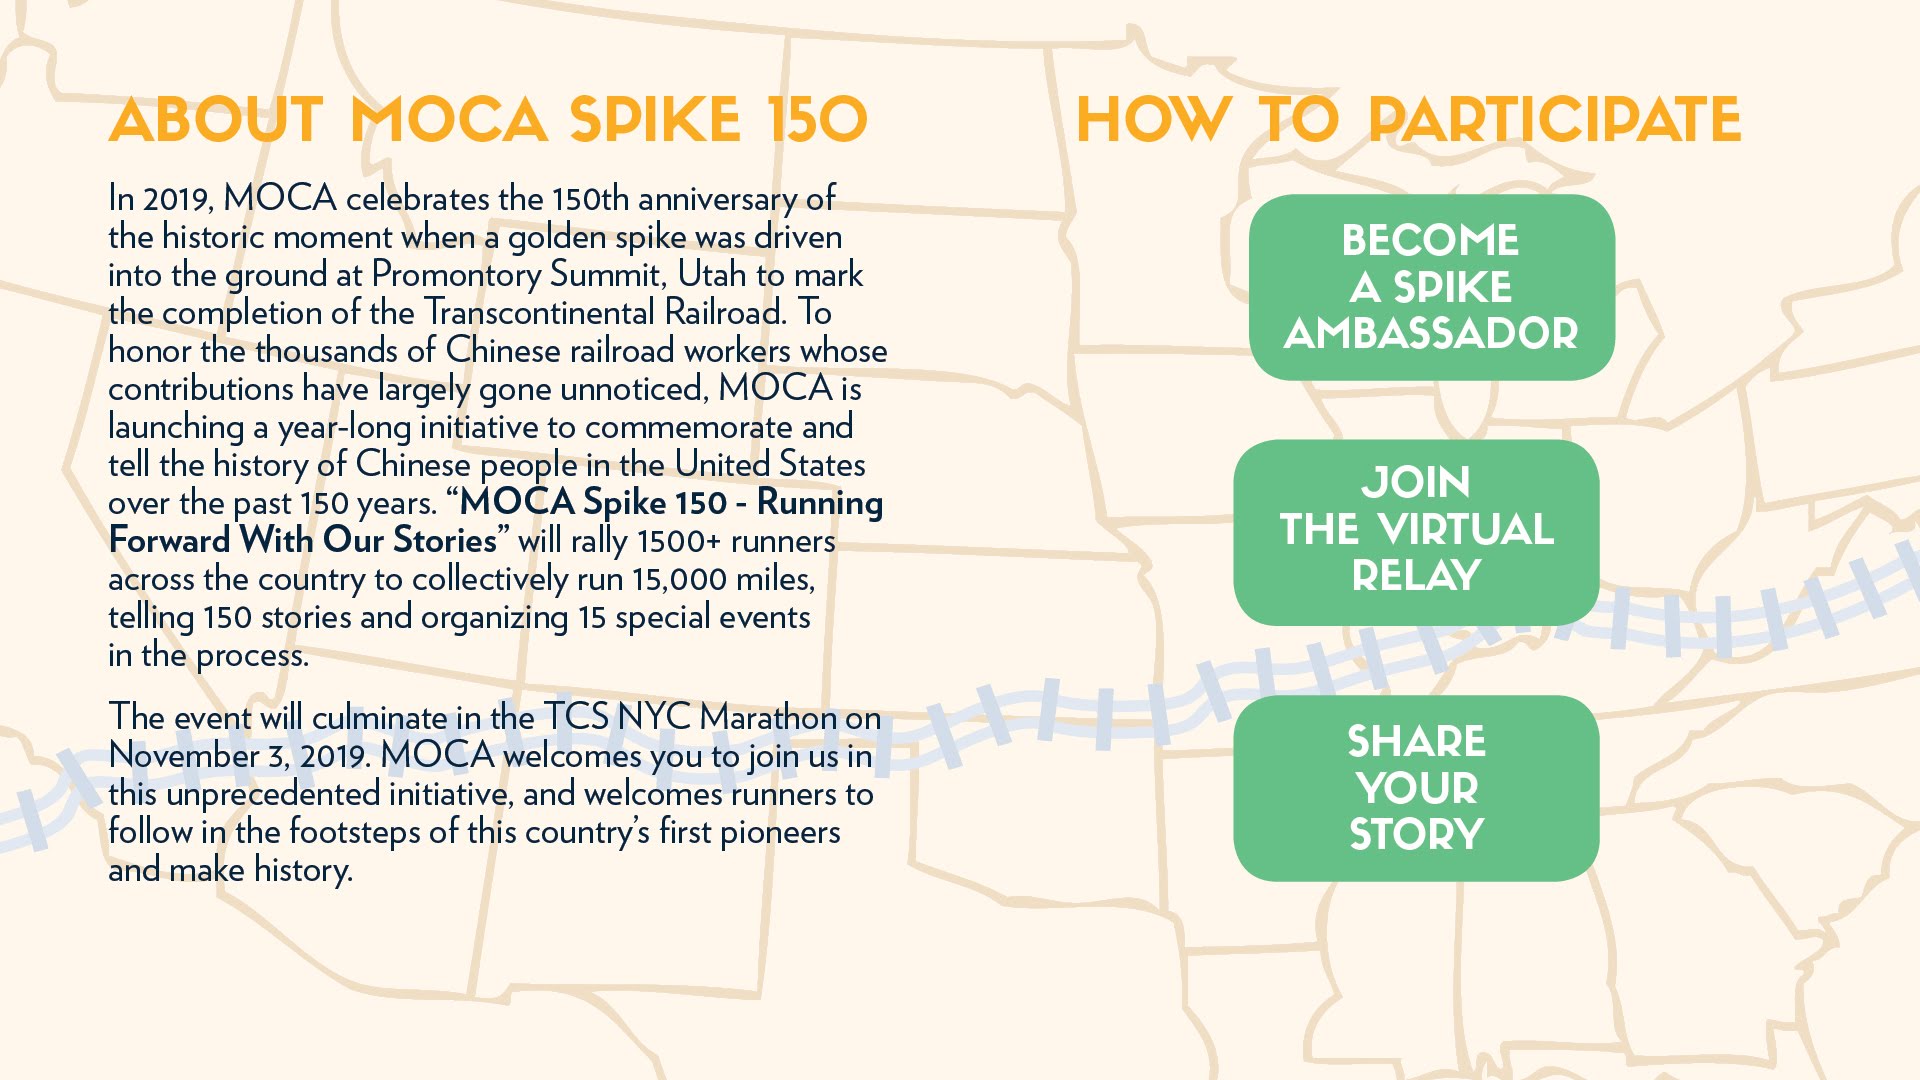 ABOUT MOCA SPIKE 150
In 2019, MOCA celebrates the 150th anniversary of
the historic moment when a golden spike was driven
into the ground at Promontory Summit, Utah to mark
the completion of the Transcontinental Railroad. To
honor the thousands of Chinese railroad workers whose
contributions have largely gone unnoticed, MOCA is
launching a year-long initiative to commemorate and
tell the history of Chinese people in the United States
over the past 150 years. “MOCA Spike 150 - Running
Forward With Our Stories” will rally 1500+ runners
across the country to collectively run 15,000 miles,
telling 150 stories and organizing 15 special events
in the process.
The event will culminate in the TCS NYC Marathon on
November 3, 2019. MOCA welcomes you to join us in
this unprecedented initiative, and welcomes runners to
follow in the footsteps of this country’s first pioneers
and make history.
HOW TO PARTICIPATE
BECOME
A SPIKE
AMBASSADOR
JOIN
THE VIRTUAL
RELAY
SHARE
YOUR
STORY